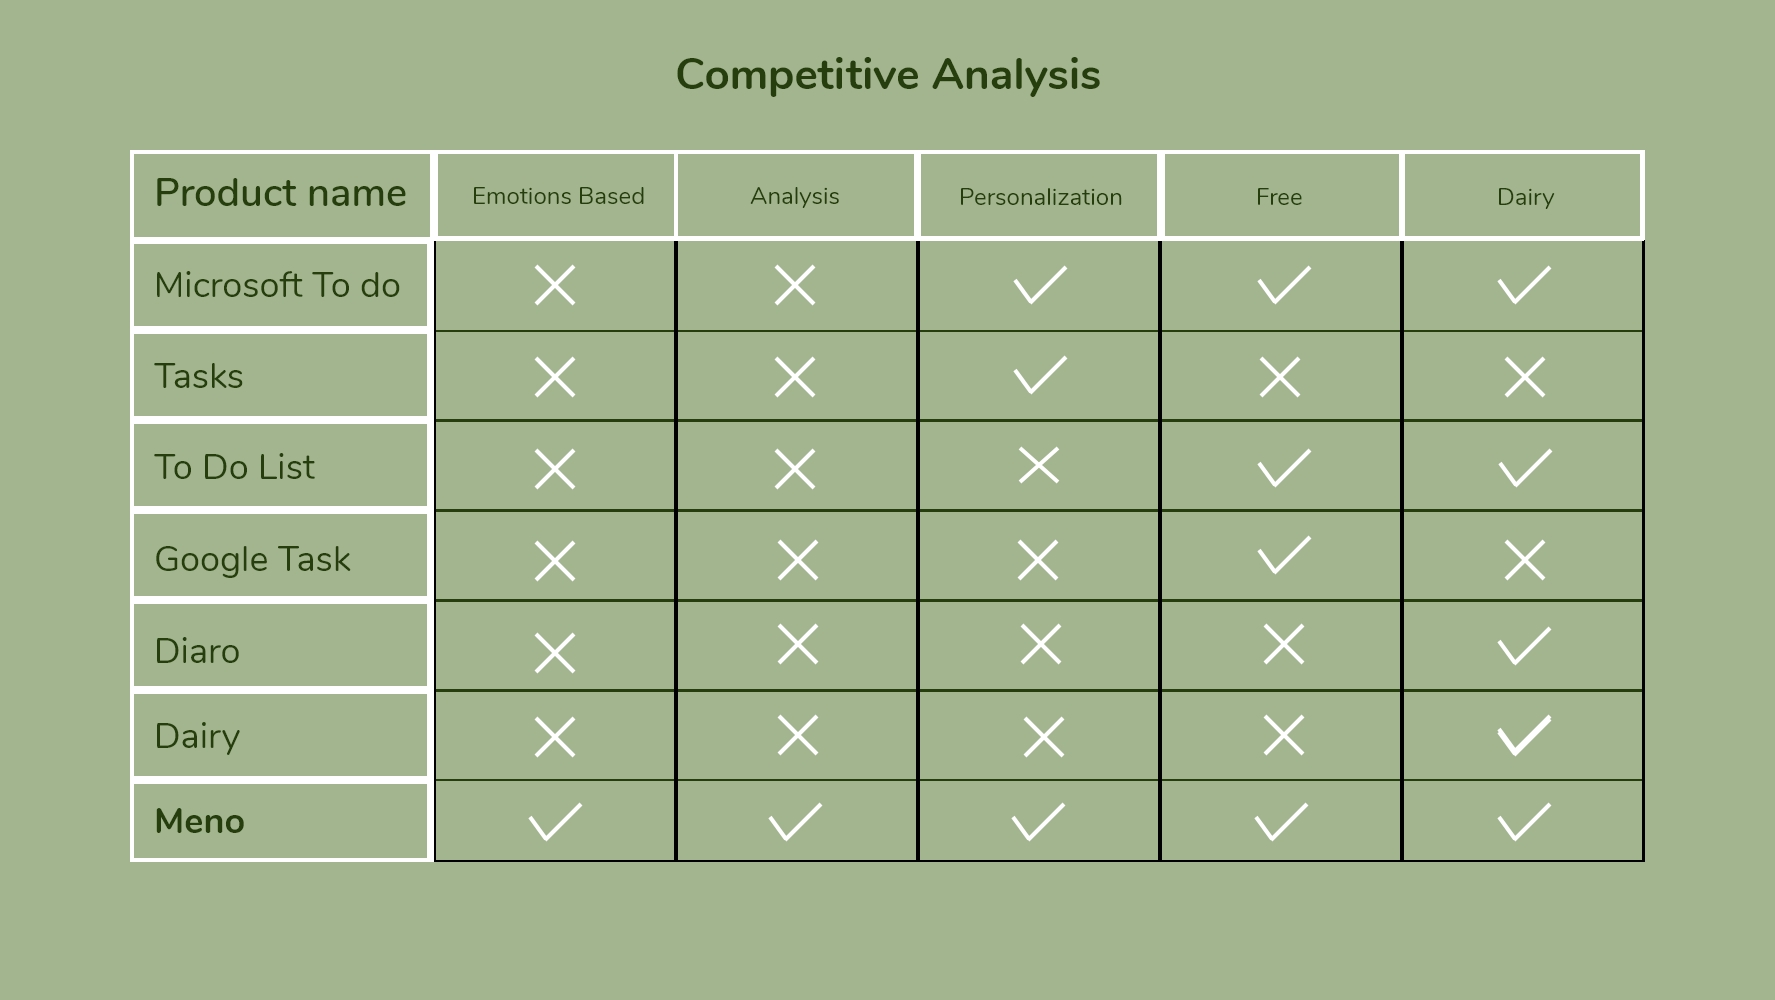 Competitive Analysis
Product name Emotions Based Analysis Personalization Free Dairy
Microsoft To do
Tasks
To Do List
Google Task
Diaro
Dairy
Meno